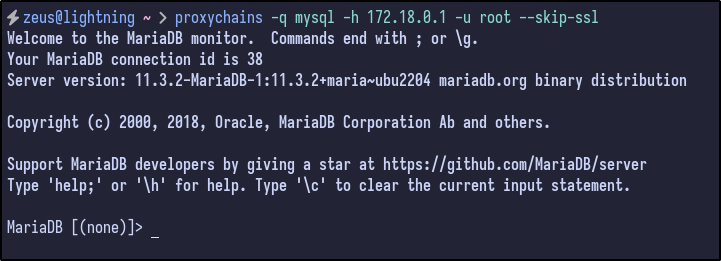 zeus@lightning ~ > proxychains -q mysql -h 172.18.0.1 -u root --skip-ssl
Welcome to the MariaDB monitor.  Commands end with ; or \g.
Your MariaDB connection id is 38
Server version: 11.3.2-MariaDB-1:11.3.2+maria~ubu2204 mariadb.org binary distribution
Copyright (c) 2000, 2018, Oracle, MariaDB Corporation Ab and others.
Support MariaDB developers by giving a star at https://github.com/MariaDB/server
Type 'help;' or '\h' for help. Type '\c' to clear the current input statement.
MariaDB [(none)]> _